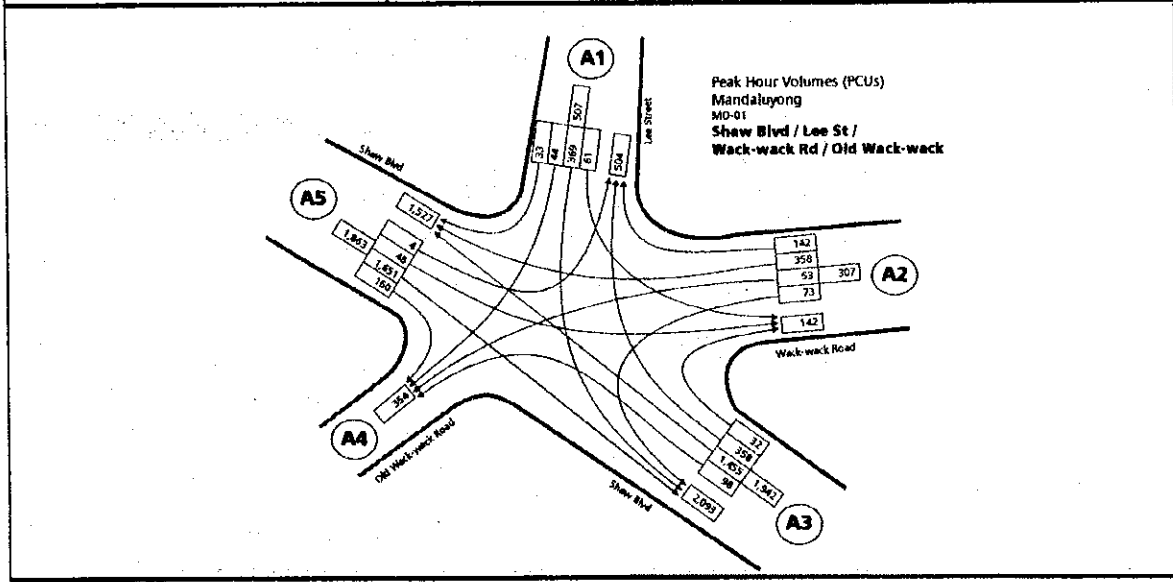 A1
507
33
44
369
61
504
Lee Street
Peak Hour Volumes (PCUs)
Mandaluyong
MD-01
Shaw Blvd / Lee St /
Wack-wack Rd / Old Wack-wack
Shaw Blvd
A5
1,527
1,863
4
48
1,651
160
142
358
53
73
307
A2
142
Wack-wack Road
354
A4
Old Wack-wack Road
32
358
1,455
98
1,942
2,093
Shaw Blvd
A3